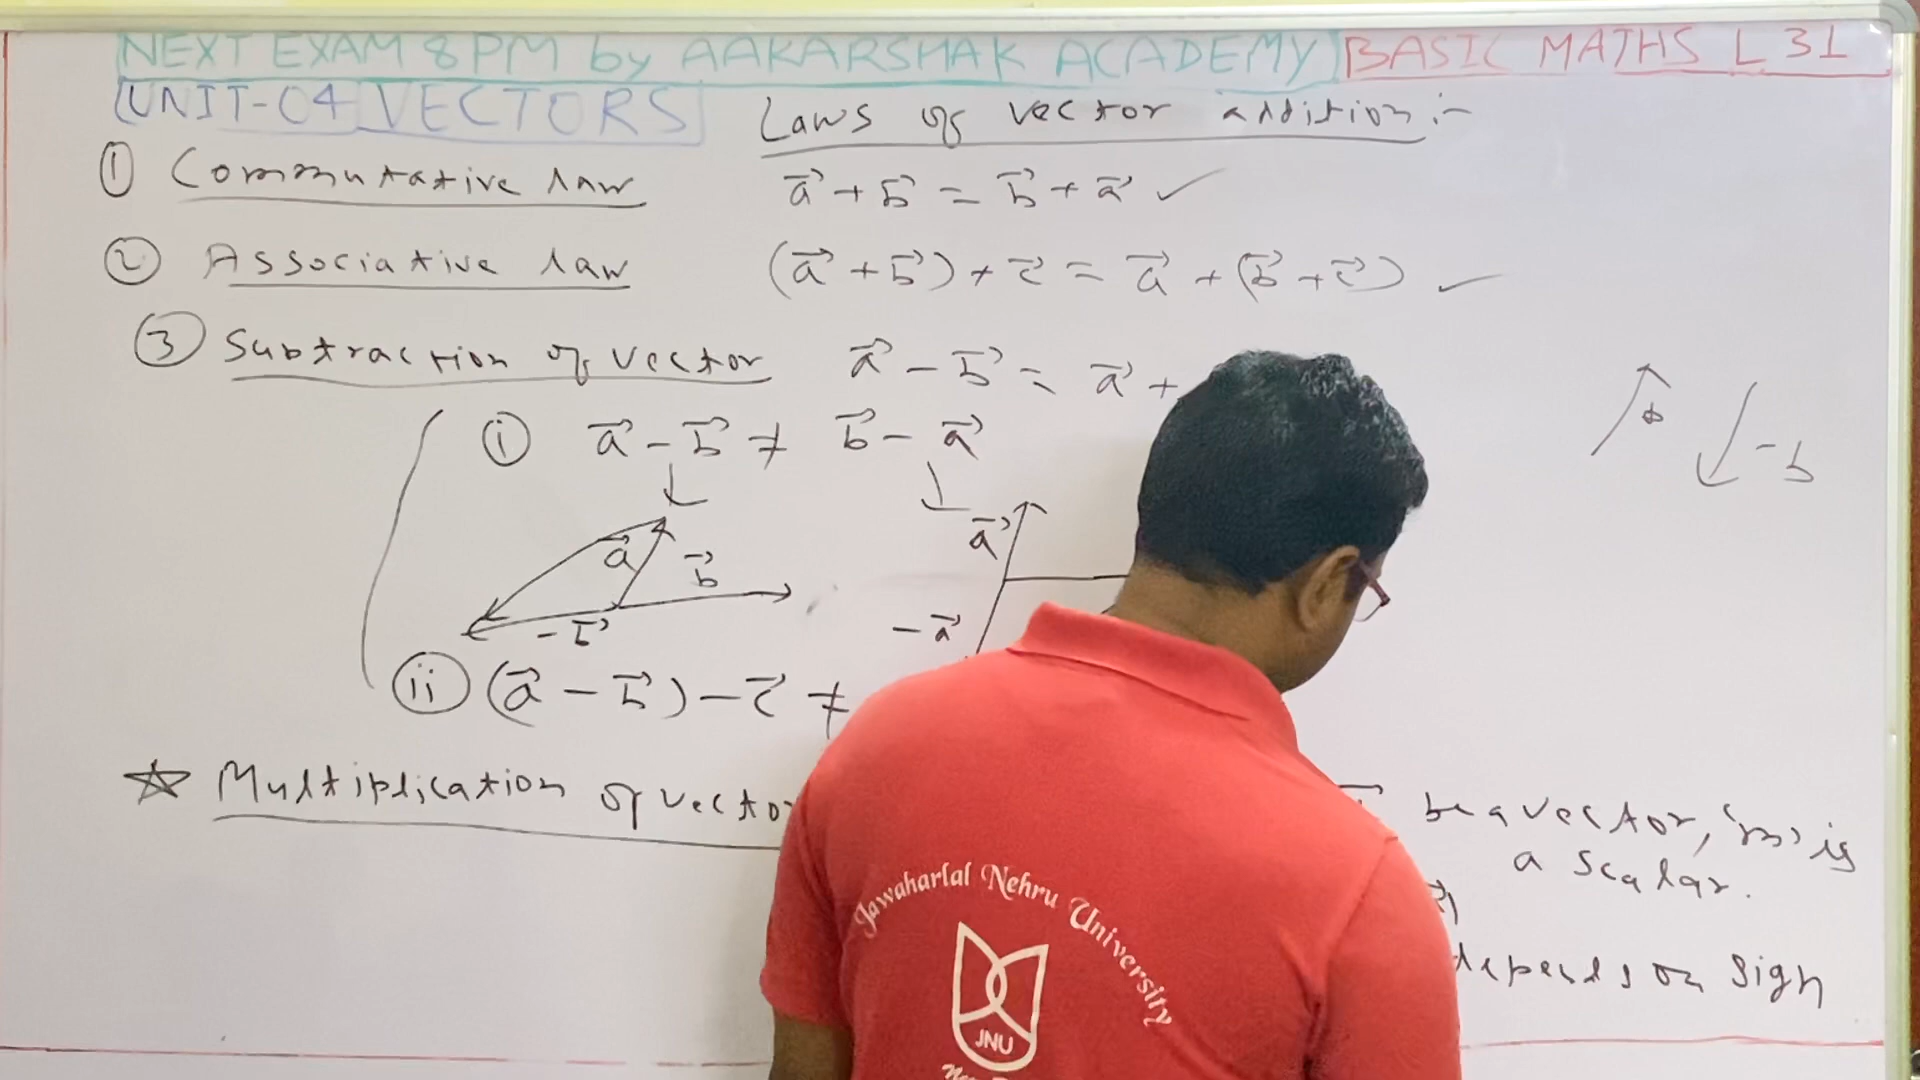 NEXT EXAM 8PM by AAKARSHAK ACADEMY BASIC MATHS L 31
UNIT-04 VECTORS Laws of vector addition :-
① Commutative law a⃗ + b⃗ = b⃗ + a⃗ ✓
② Associative law (a⃗ + b⃗) + c⃗ = a⃗ + (b⃗ + c⃗) ✓
③ Subtraction of vector a⃗ - b⃗ = a⃗ +
b -b
ⓘ a⃗ - b⃗ ≠ b⃗ - a⃗
a⃗ b⃗ -b⃗
a⃗ -a⃗
ⓘⓘ (a⃗ - b⃗) - c⃗ ≠
☆ Multiplication of vecto be a vector, 'm' is
a scalar.
depends on sign
Jawaharlal Nehru University
JNU